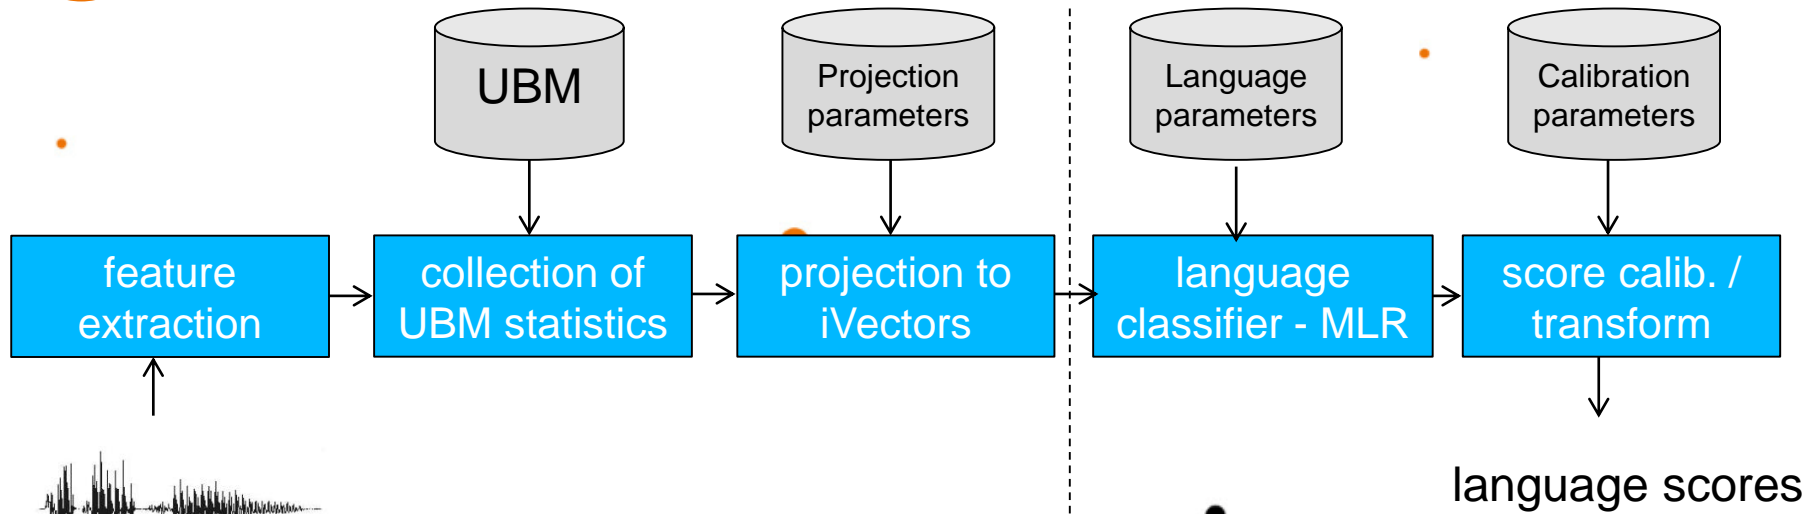 UBM
Projection
parameters
Language
parameters
Calibration
parameters
feature
extraction
collection of
UBM statistics
projection to
iVectors
language
classifier - MLR
score calib. /
transform
language scores